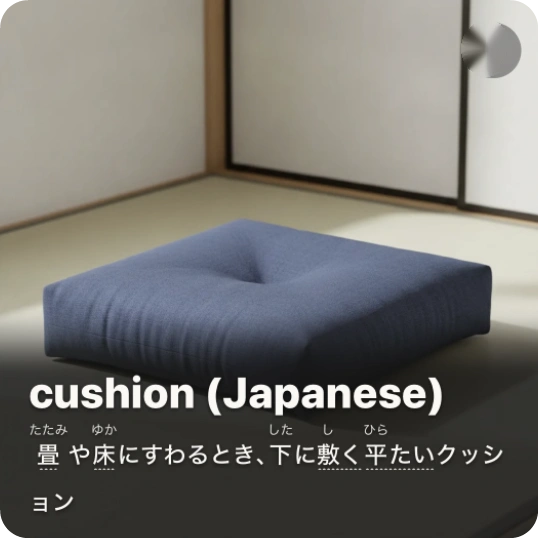 cushion (Japanese)
たたみ ゆか した し ひら
畳や床にすわるとき、下に敷く平たいクッシ
ョン